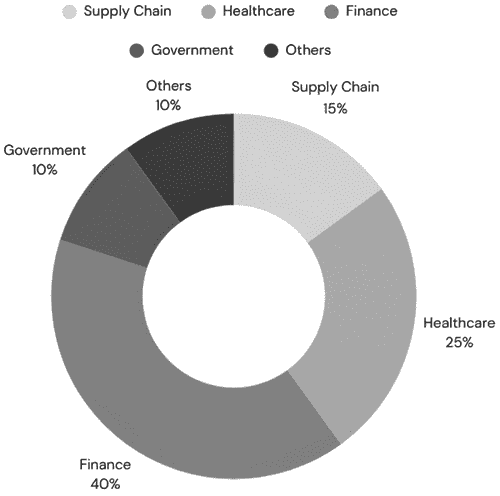 Supply Chain Healthcare Finance
Government Others
Others
10%
Supply Chain
15%
Government
10%
Healthcare
25%
Finance
40%